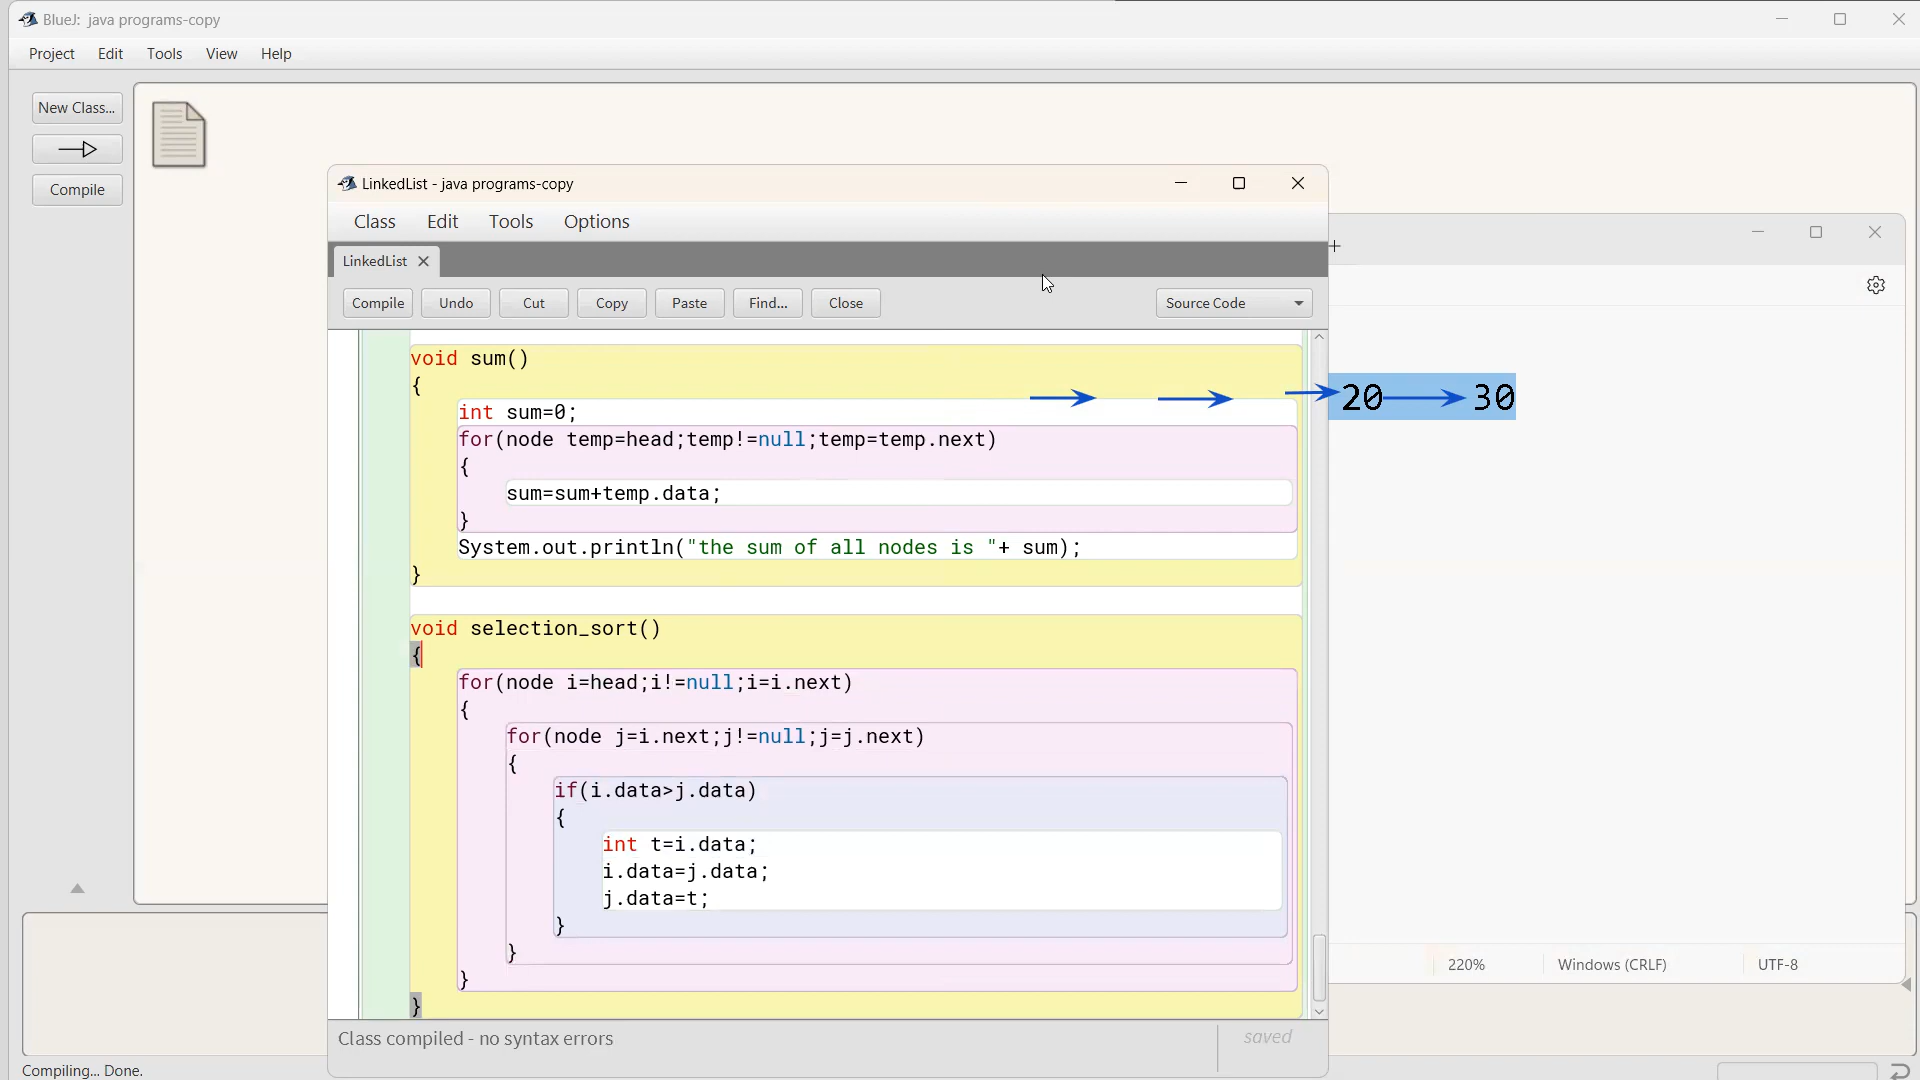 BlueJ: java programs-copy
Project Edit Tools View Help
New Class...
Compile
LinkedList - java programs-copy
Class Edit Tools Options
LinkedList
Compile Undo Cut Copy Paste Find... Close Source Code
void sum()
{
int sum=0;
for(node temp=head;temp!=null;temp=temp.next)
{
sum=sum+temp.data;
}
System.out.println("the sum of all nodes is "+ sum);
}
void selection_sort()
{
for(node i=head;i!=null;i=i.next)
{
for(node j=i.next;j!=null;j=j.next)
{
if(i.data>j.data)
{
int t=i.data;
i.data=j.data;
j.data=t;
}
}
}
}
20 30
220% Windows (CRLF) UTF-8
Class compiled - no syntax errors
saved
Compiling... Done.